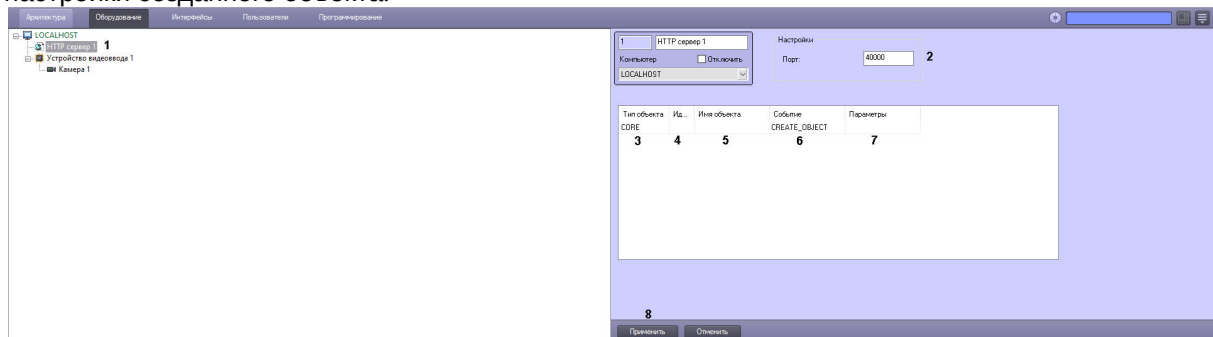 настройки созданного объекта.
Архитектура Оборудование Интерфейсы Пользователи Программирование
LOCALHOST
HTTP сервер 1 1
Устройство видеоввода 1
Камера 1
1 HTTP сервер 1
Компьютер Отключить
LOCALHOST
Настройки
Порт: 40000 2
Тип объекта Ид... Имя объекта Событие Параметры
CORE CREATE_OBJECT
3 4 5 6 7
8
Применить Отменить